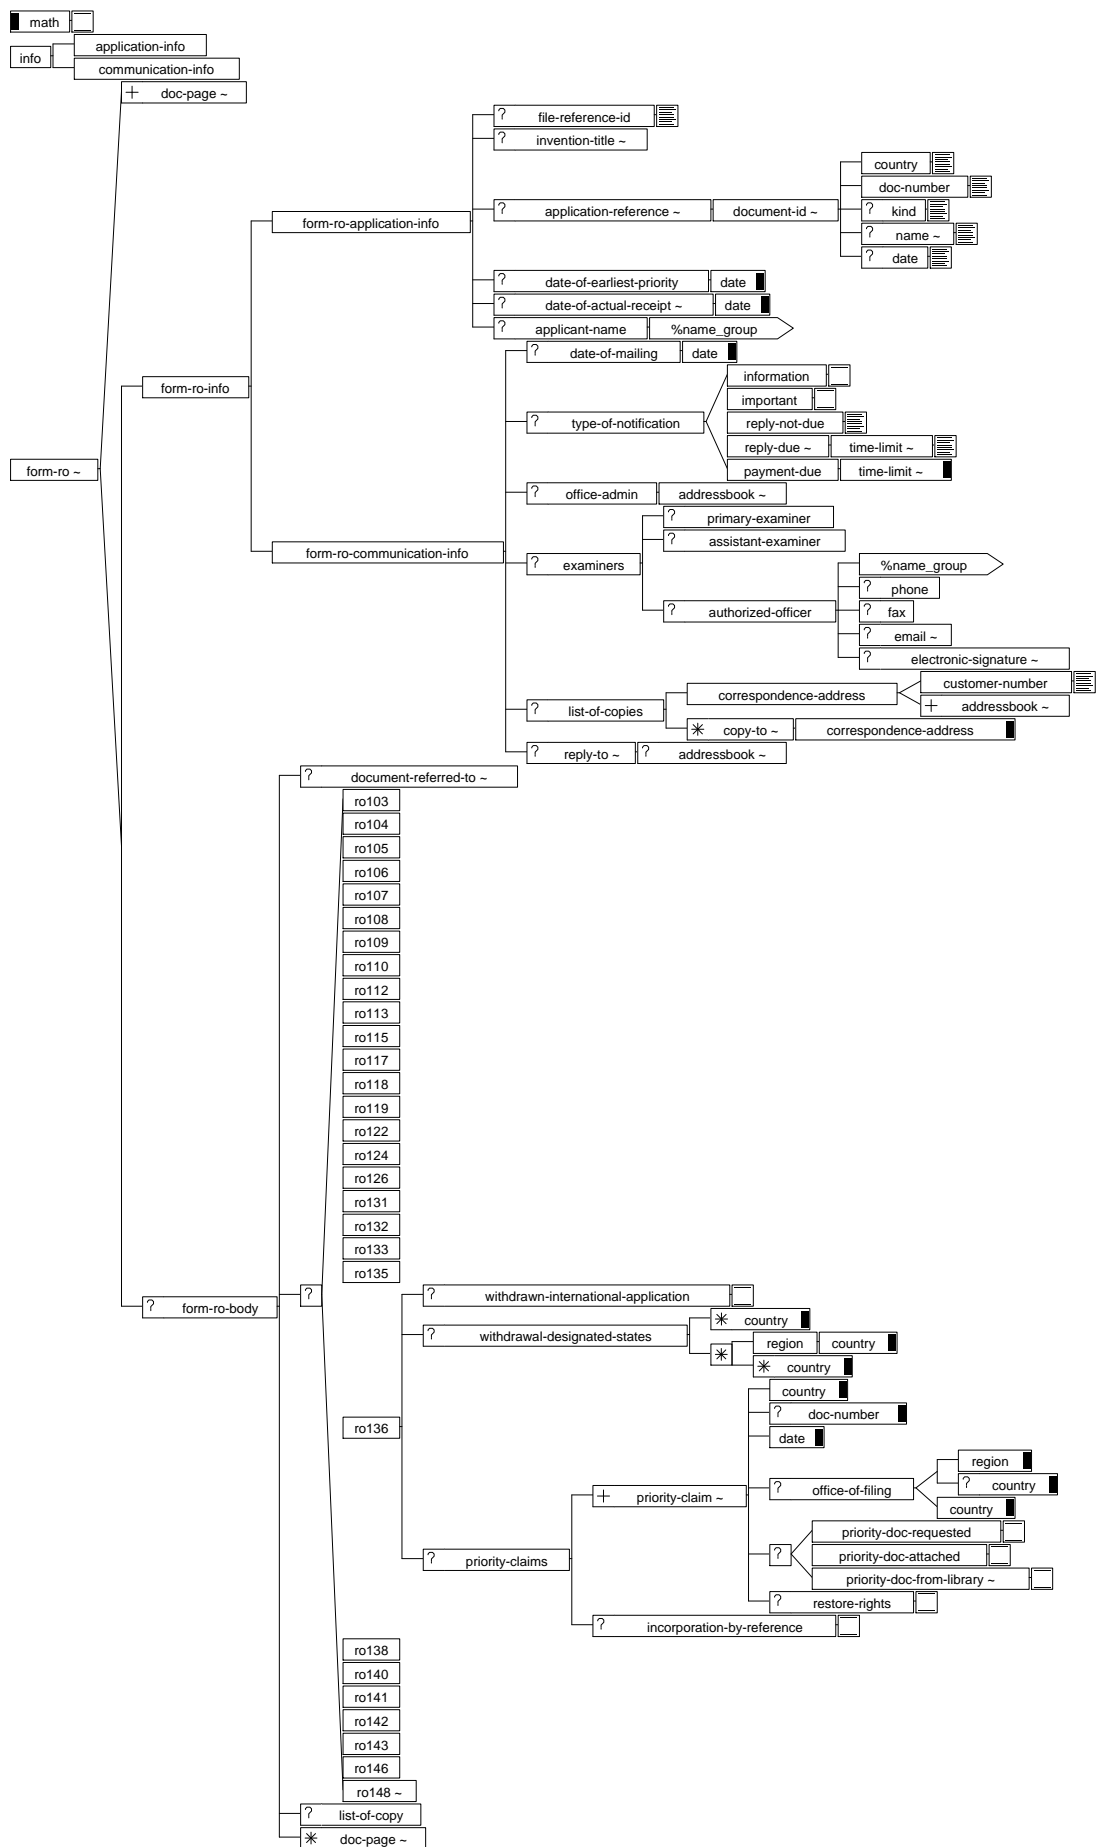 math
application-info
info
communication-info
+ doc-page ~
? file-reference-id
? invention-title ~
country
doc-number
? application-reference ~ document-id ~ ? kind
form-ro-application-info
? name ~
? date
? date-of-earliest-priority date
? date-of-actual-receipt ~ date
? applicant-name %name_group
? date-of-mailing date
information
form-ro-info
important
? type-of-notification reply-not-due
reply-due ~ time-limit ~
form-ro ~
payment-due time-limit ~
? office-admin addressbook ~
? primary-examiner
? assistant-examiner
form-ro-communication-info
? examiners %name_group
? phone
? authorized-officer ? fax
? email ~
? electronic-signature ~
customer-number
correspondence-address
+ addressbook ~
? list-of-copies
* copy-to ~ correspondence-address
? reply-to ~ ? addressbook ~
? document-referred-to ~
ro103
ro104
ro105
ro106
ro107
ro108
ro109
ro110
ro112
ro113
ro115
ro117
ro118
ro119
ro122
ro124
ro126
ro131
ro132
ro133
ro135
? withdrawn-international-application
? form-ro-body ?
* country
? withdrawal-designated-states
* region country
* country
country
? doc-number
ro136
date
region
? country
? office-of-filing
+ priority-claim ~
country
priority-doc-requested
? priority-doc-attached
? priority-claims
priority-doc-from-library ~
? restore-rights
? incorporation-by-reference
ro138
ro140
ro141
ro142
ro143
ro146
ro148 ~
? list-of-copy
* doc-page ~